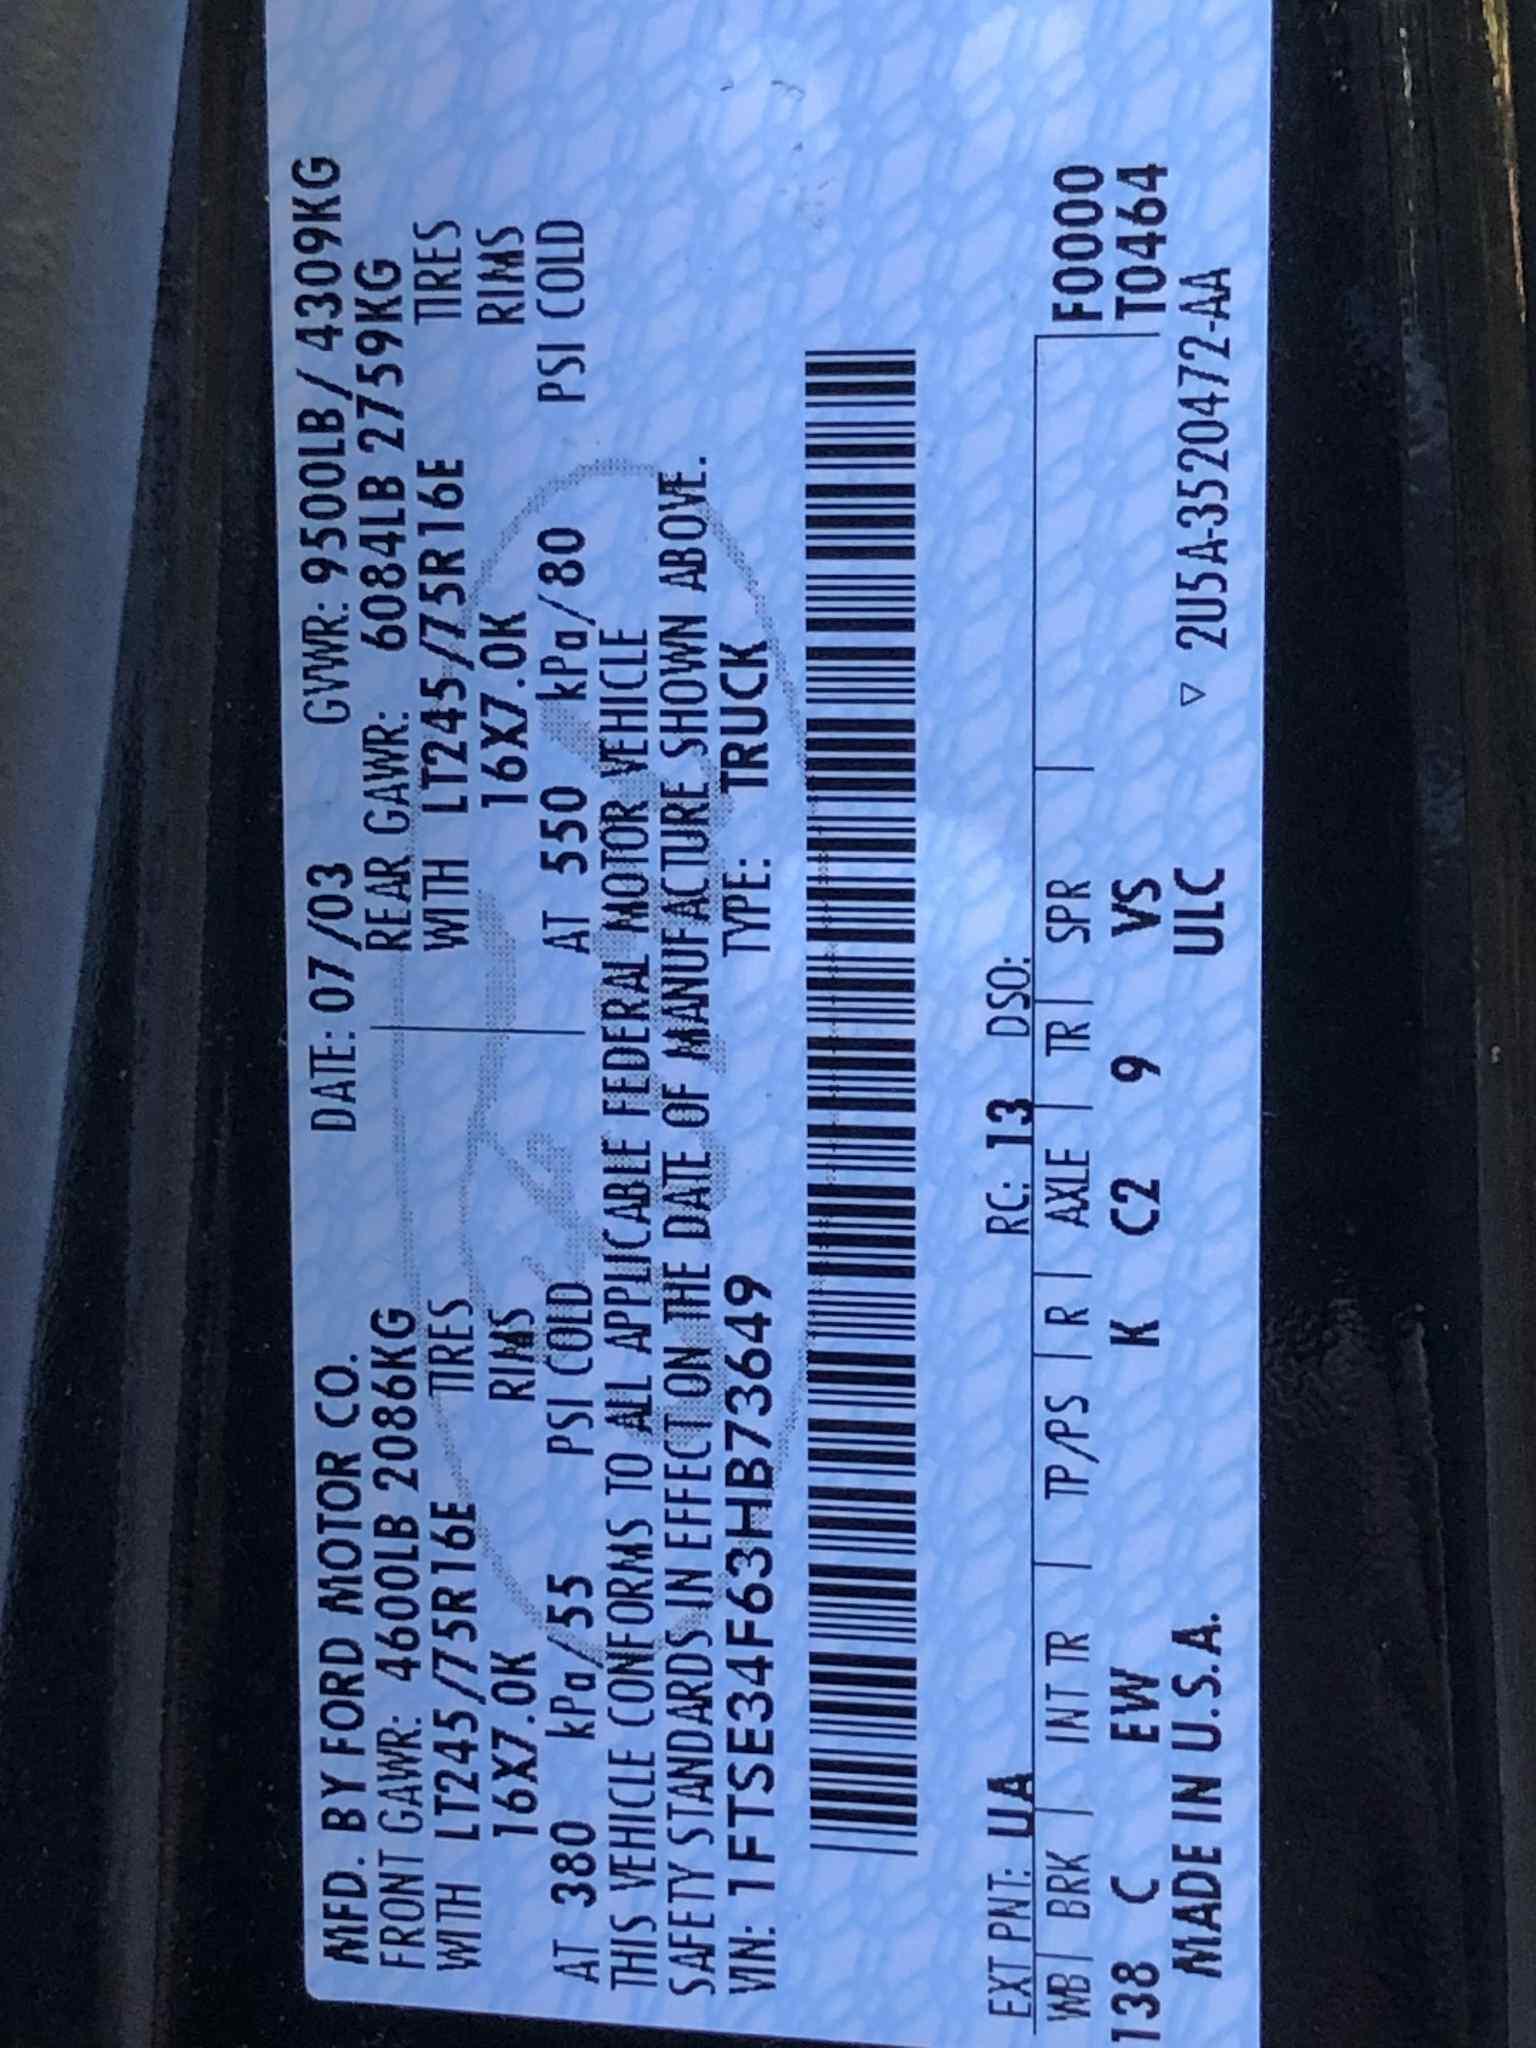 MFD. BY FORD MOTOR CO. DATE: 07/03 GVWR: 9500LB/ 4309KG
FRONT GAWR: 4600LB 2086KG REAR GAWR: 6084LB 2759KG
WITH LT245/75R16E TIRES WITH LT245/75R16E TIRES
16X7.0K RIMS 16X7.0K RIMS
AT 380 kPa/55 PSI COLD AT 550 kPa/80 PSI COLD
THIS VEHICLE CONFORMS TO ALL APPLICABLE FEDERAL MOTOR VEHICLE
SAFETY STANDARDS IN EFFECT ON THE DATE OF MANUFACTURE SHOWN ABOVE.
VIN: 1FTSE34F63HB73649 TYPE: TRUCK
EXT PNT: UA RC: 13 DSO:
WB BRK INT TR TP/PS R AXLE TR SPR F0000
138 C EW K C2 9 VS T0464
MADE IN U.S.A. ULC ▽ 2U5A-3520472-AA